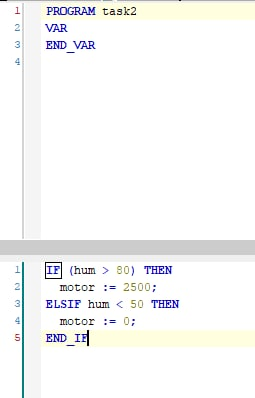 1 PROGRAM task2
2 VAR
3 END_VAR
4
1 IF (hum > 80) THEN
2 motor := 2500;
3 ELSIF hum < 50 THEN
4 motor := 0;
5 END_IF